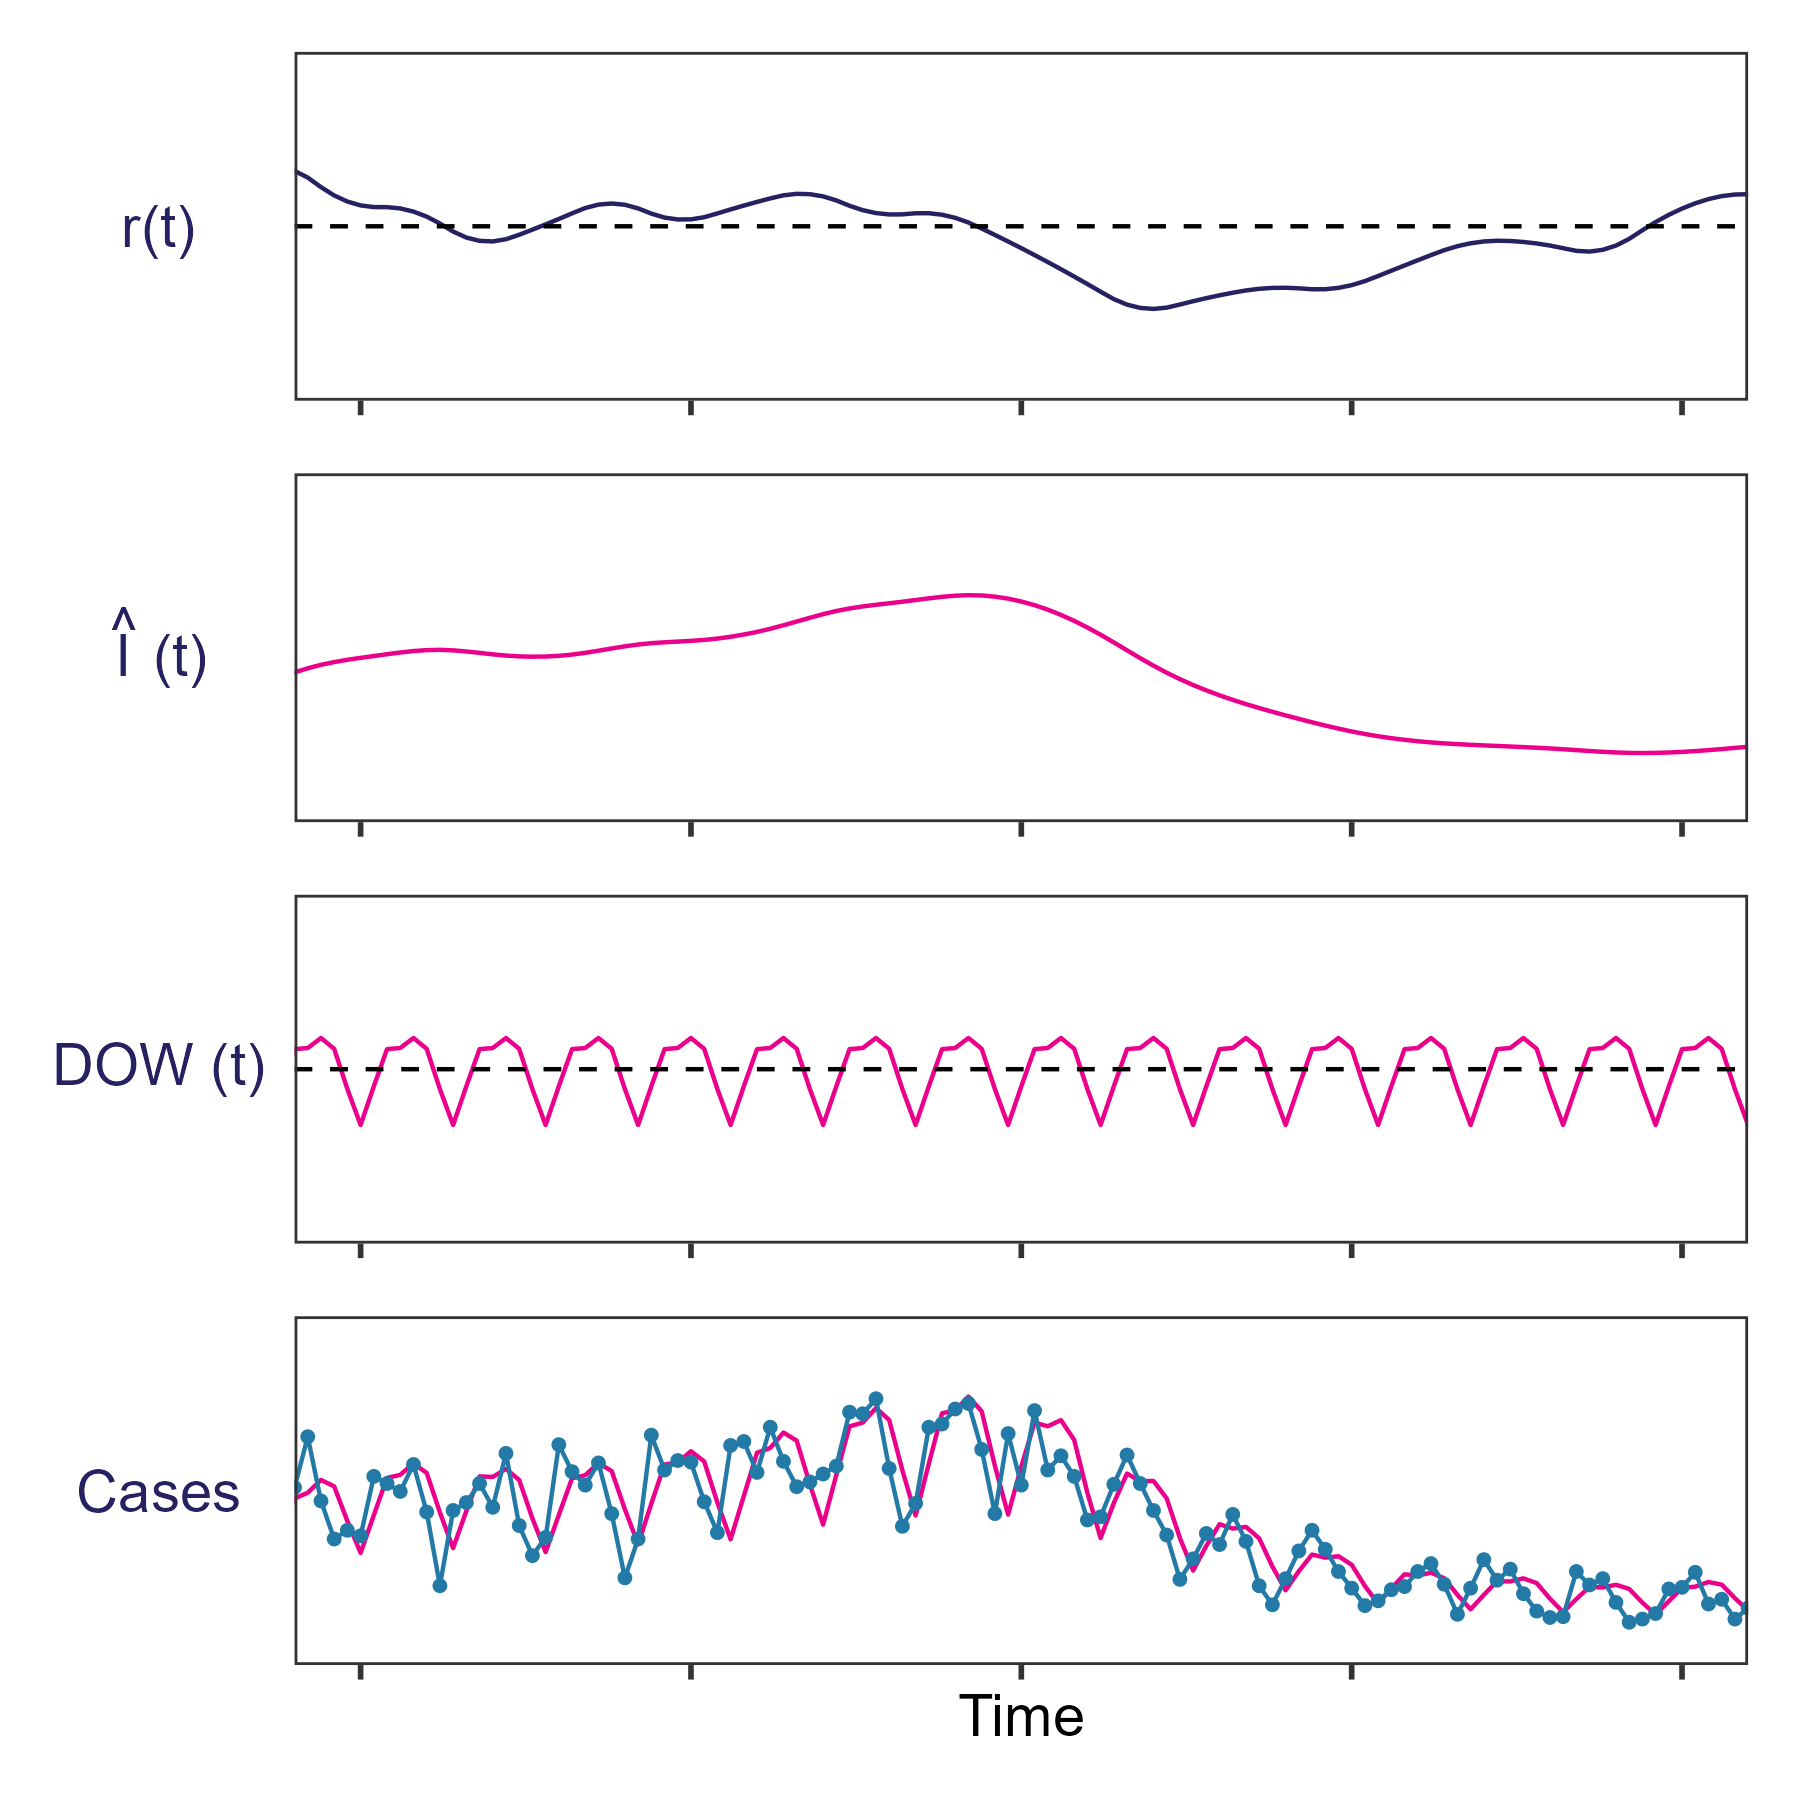 r(t)
^
I (t)
DOW (t)
Cases
Time